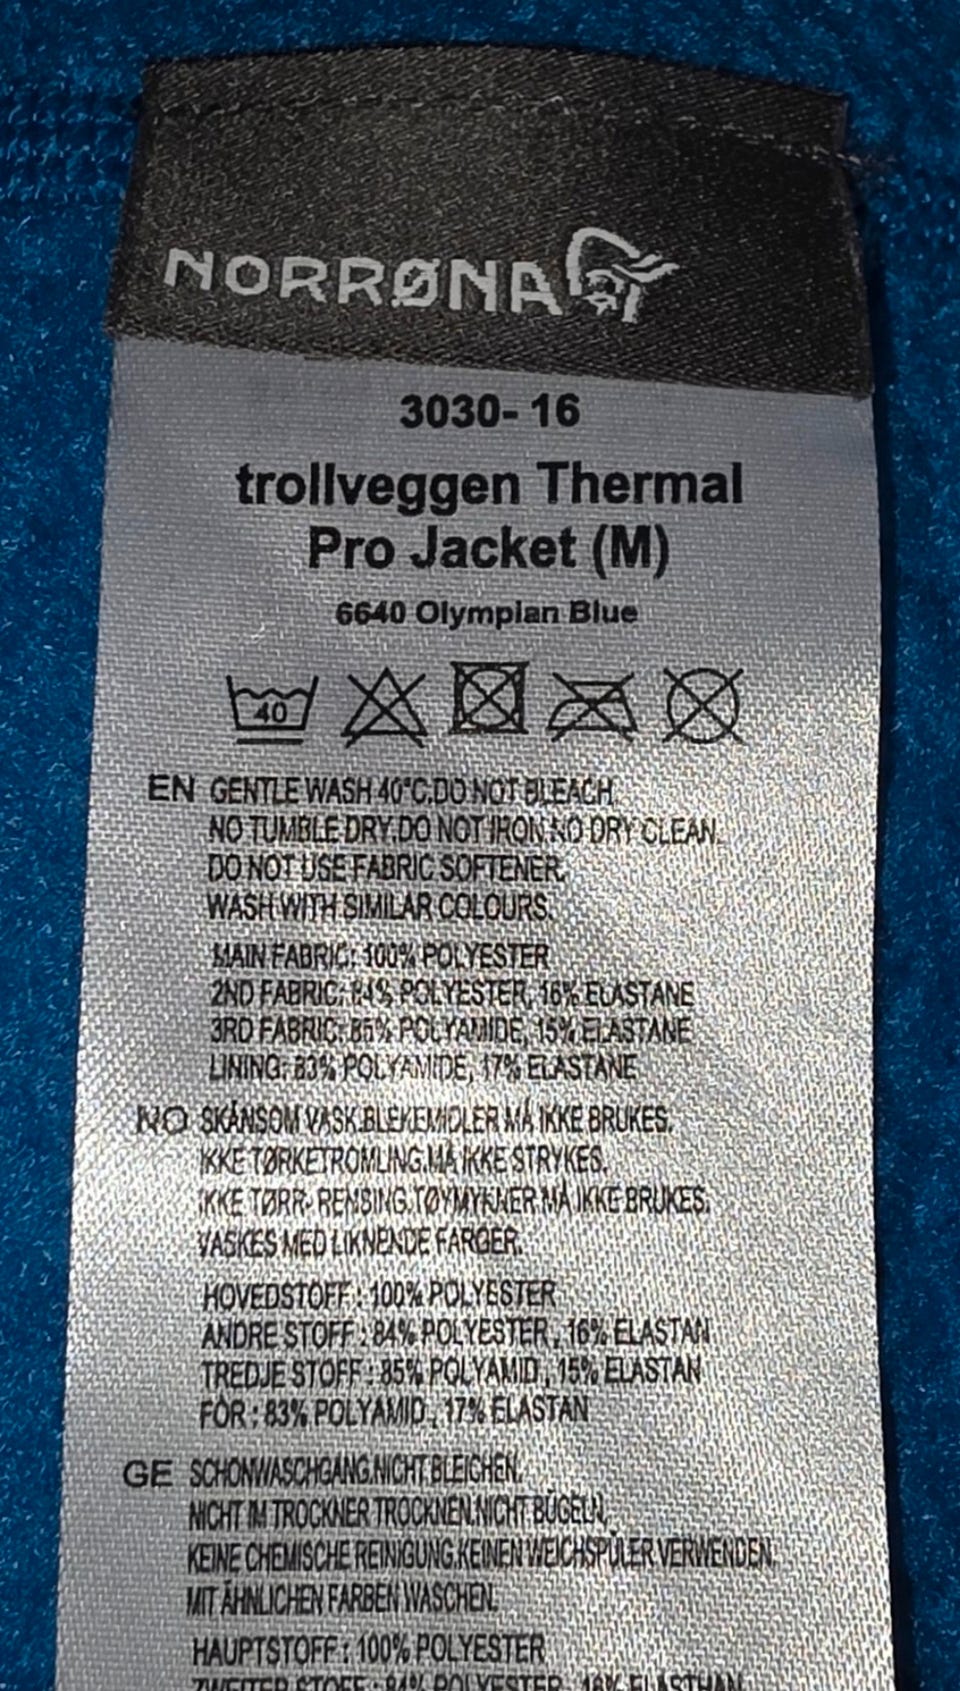 NORRØNA
3030- 16
trollveggen Thermal
Pro Jacket (M)
6640 Olympian Blue
40
EN GENTLE WASH 40°C.DO NOT BLEACH.
NO TUMBLE DRY.DO NOT IRON.NO DRY CLEAN.
DO NOT USE FABRIC SOFTENER.
WASH WITH SIMILAR COLOURS.
MAIN FABRIC: 100% POLYESTER
2ND FABRIC: 84% POLYESTER, 16% ELASTANE
3RD FABRIC: 85% POLYAMIDE, 15% ELASTANE
LINING: 83% POLYAMIDE, 17% ELASTANE
NO SKÅNSOM VASK.BLEKEMIDLER MÅ IKKE BRUKES.
IKKE TØRKETROMLING.MÅ IKKE STRYKES.
IKKE TØRR- RENSING.TØYMYKNER MÅ IKKE BRUKES.
VASKES MED LIKNENDE FARGER.
HOVEDSTOFF : 100% POLYESTER
ANDRE STOFF : 84% POLYESTER , 16% ELASTAN
TREDJE STOFF : 85% POLYAMID , 15% ELASTAN
FÔR : 83% POLYAMID , 17% ELASTAN
GE SCHONWASCHGANG.NICHT BLEICHEN.
NICHT IM TROCKNER TROCKNEN.NICHT BÜGELN.
KEINE CHEMISCHE REINIGUNG.KEINEN WEICHSPÜLER VERWENDEN.
MIT ÄHNLICHEN FARBEN WASCHEN.
HAUPTSTOFF : 100% POLYESTER
ZWEITER STOFF : 84% POLYESTER , 16% ELASTHAN